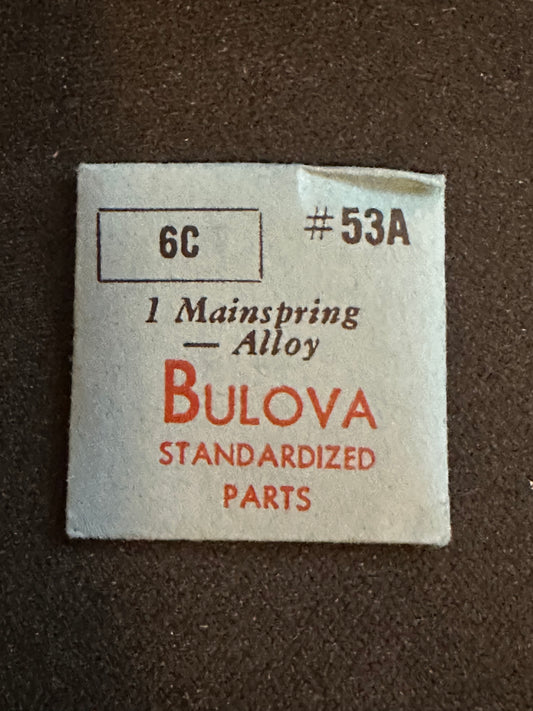 6C
#53A
1 Mainspring
— Alloy
BULOVA
STANDARDIZED
PARTS